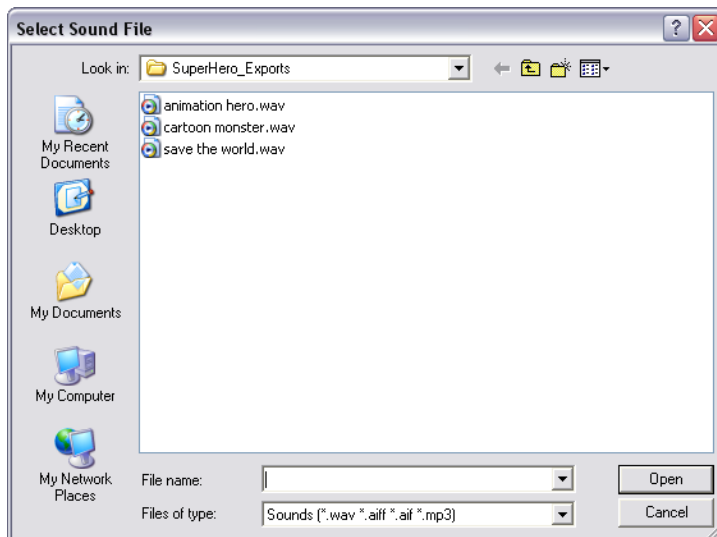 Select Sound File
Look in: SuperHero_Exports
My Recent
Documents
Desktop
My Documents
My Computer
My Network
Places
animation hero.wav
cartoon monster.wav
save the world.wav
File name:
Open
Files of type: Sounds (*.wav *.aiff *.aif *.mp3)
Cancel